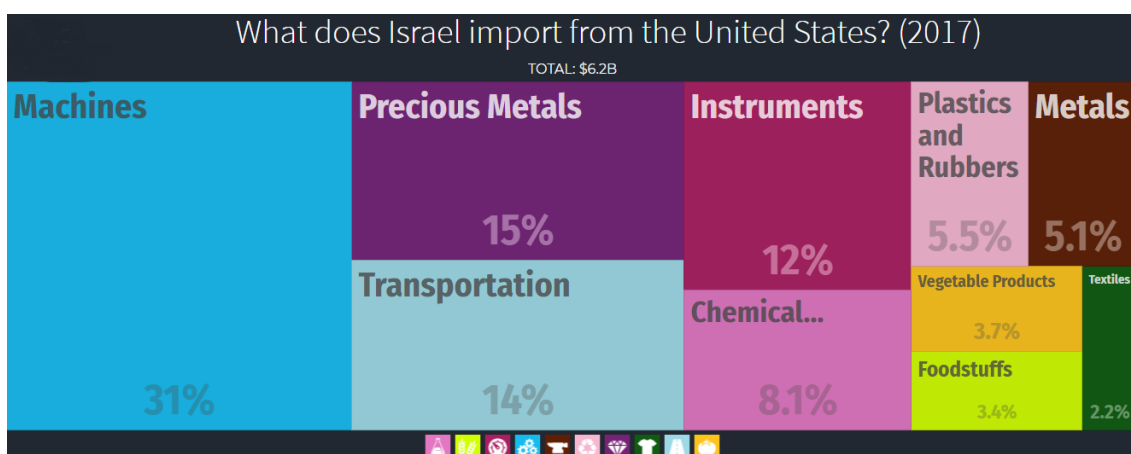 What does Israel import from the United States? (2017)
TOTAL: $6.2B
Machines
31%
Precious Metals
15%
Transportation
14%
Instruments
12%
Chemical...
8.1%
Plastics
and
Rubbers
5.5%
Metals
5.1%
Vegetable Products
3.7%
Foodstuffs
3.4%
Textiles
2.2%